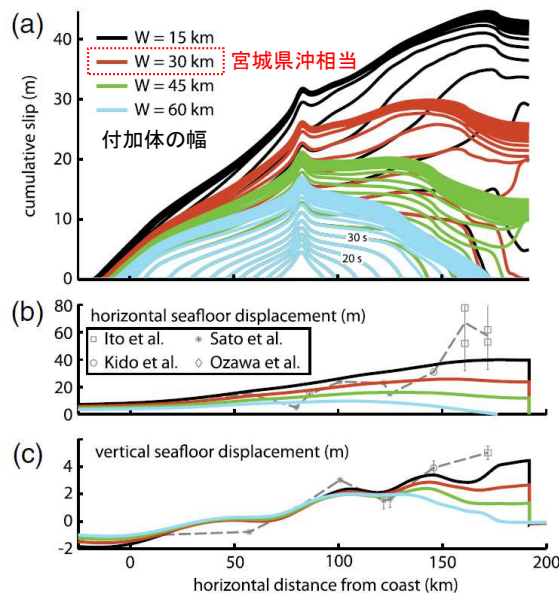 (a)
40
30
20
10
0
cumulative slip (m)
W = 15 km
W = 30 km 宮城県沖相当
W = 45 km
W = 60 km
付加体の幅
30 s
20 s
(b)
80
60
40
20
0
horizontal seafloor displacement (m)
Ito et al. Sato et al.
Kido et al. Ozawa et al.
(c)
4
2
0
-2
vertical seafloor displacement (m)
0 50 100 150 200
horizontal distance from coast (km)